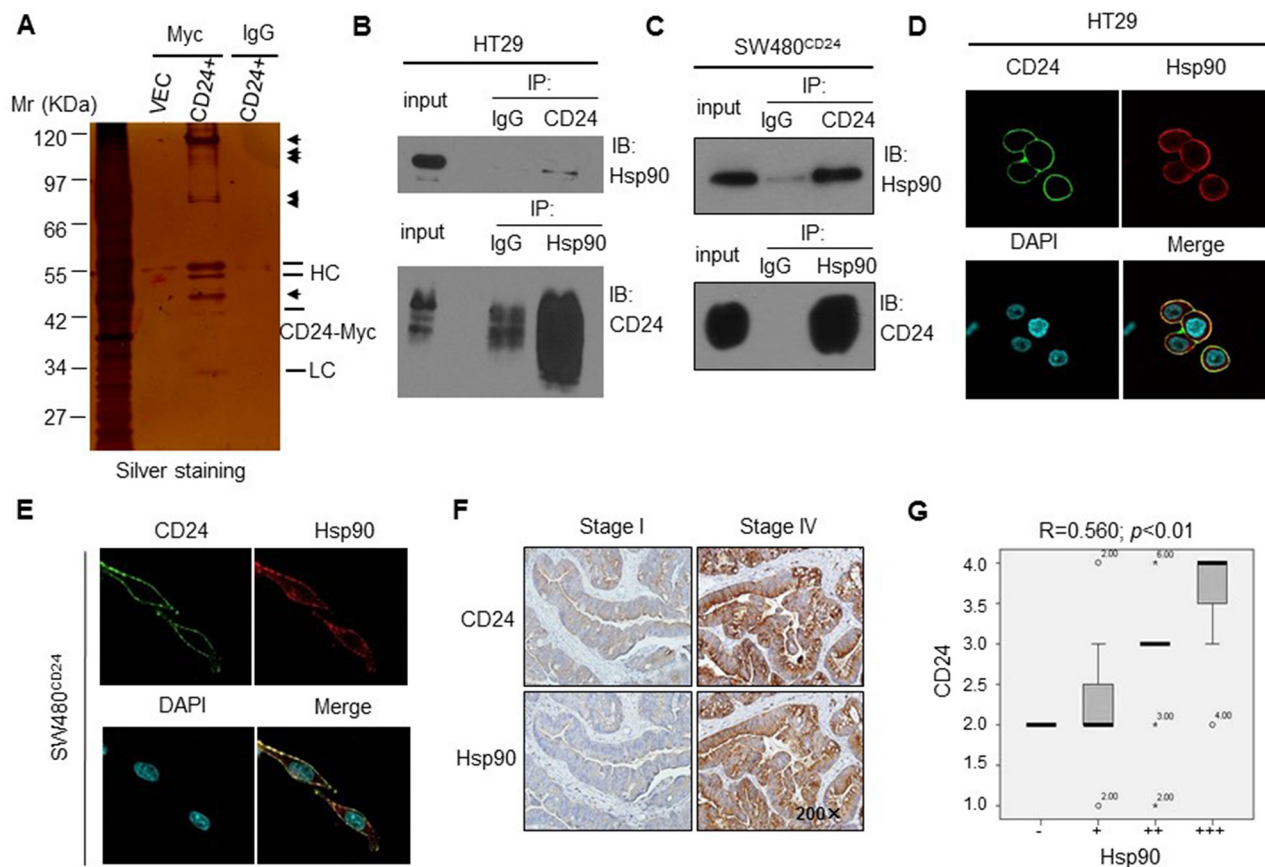 A
Myc IgG
VEC CD24+ CD24+
Mr (KDa)
120
97
66
55
42
34
27
HC
CD24-Myc
LC
Silver staining
B
HT29
IP:
input IgG CD24
IB:
Hsp90
IP:
input IgG Hsp90
IB:
CD24
C
SW480CD24
IP:
input IgG CD24
IB:
Hsp90
IP:
input IgG Hsp90
IB:
CD24
D
HT29
CD24 Hsp90
DAPI Merge
E
SW480CD24
CD24 Hsp90
DAPI Merge
F
Stage I Stage IV
CD24
Hsp90
200×
G
R=0.560; p<0.01
CD24
4.0
3.5
3.0
2.5
2.0
1.5
1.0
2.00 6.00
3.00 4.00
2.00 2.00
- + ++ +++
Hsp90